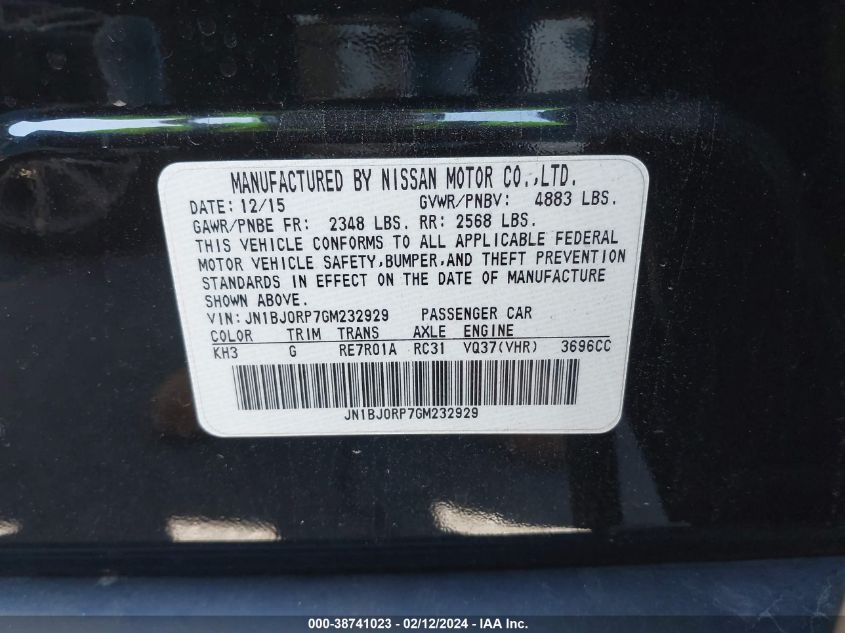 MANUFACTURED BY NISSAN MOTOR CO.,LTD.
DATE: 12/15 GVWR/PNBV: 4883 LBS.
GAWR/PNBE FR: 2348 LBS. RR: 2568 LBS.
THIS VEHICLE CONFORMS TO ALL APPLICABLE FEDERAL
MOTOR VEHICLE SAFETY,BUMPER,AND THEFT PREVENTION
STANDARDS IN EFFECT ON THE DATE OF MANUFACTURE
SHOWN ABOVE.
VIN: JN1BJ0RP7GM232929 PASSENGER CAR
COLOR TRIM TRANS AXLE ENGINE
KH3 G RE7R01A RC31 VQ37(VHR) 3696CC
JN1BJ0RP7GM232929
000-38741023 - 02/12/2024 - IAA Inc.